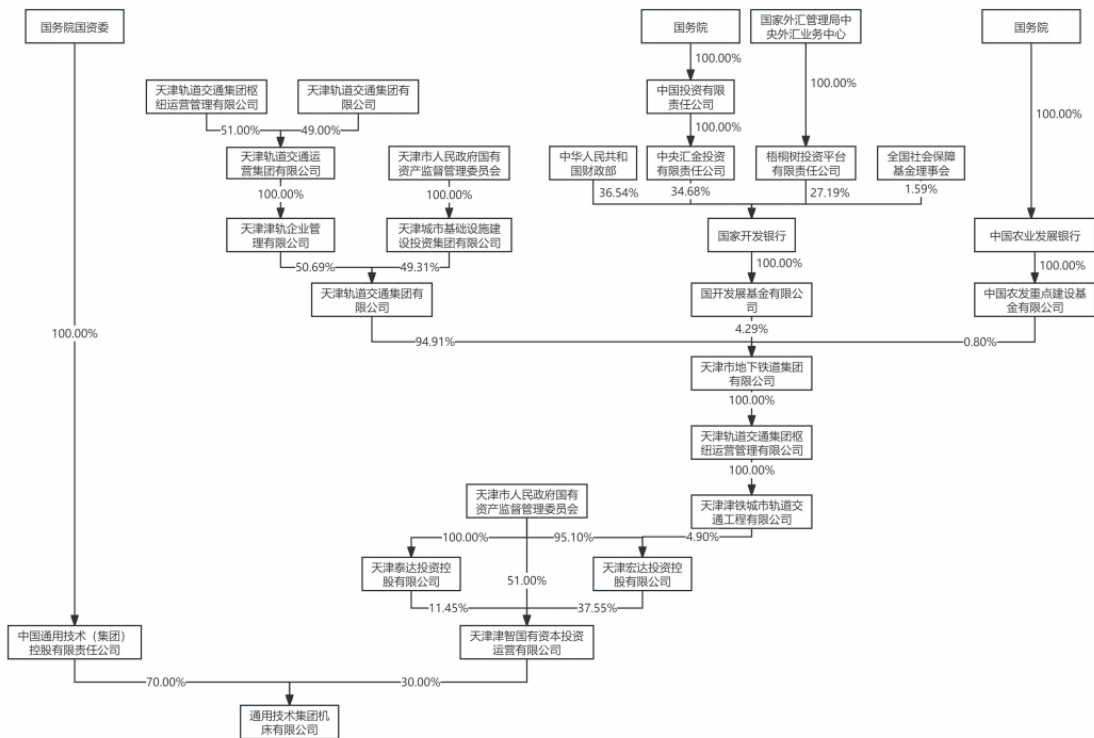 国务院国资委
国务院
国家外汇管理局中
央外汇业务中心
国务院
100.00%
100.00%
天津轨道交通集团枢
纽运营管理有限公司
天津轨道交通集团有
限公司
中国投资有限
责任公司
100.00%
51.00%
49.00%
100.00%
天津轨道交通运
营集团有限公司
天津市人民政府国有
资产监督管理委员会
中华人民共和
国财政部
中央汇金投资
有限责任公司
梧桐树投资平台
有限责任公司
全国社会保障
基金理事会
100.00%
100.00%
36.54%
34.68%
27.19%
1.59%
天津津轨企业管
理有限公司
天津城市基础设施建
设投资集团有限公司
国家开发银行
中国农业发展银行
50.69%
49.31%
100.00%
100.00%
天津轨道交通集团有
限公司
国开发展基金有限公
司
中国农发重点建设基
金有限公司
100.00%
94.91%
4.29%
0.80%
天津市地下铁道集团
有限公司
100.00%
天津轨道交通集团枢
纽运营管理有限公司
100.00%
天津市人民政府国有
资产监督管理委员会
天津津铁城市轨道交
通工程有限公司
100.00%
95.10%
4.90%
天津泰达投资控
股有限公司
51.00%
天津宏达投资控
股有限公司
11.45%
37.55%
中国通用技术（集团）
控股有限责任公司
天津津智国有资本投资
运营有限公司
70.00%
30.00%
通用技术集团机
床有限公司